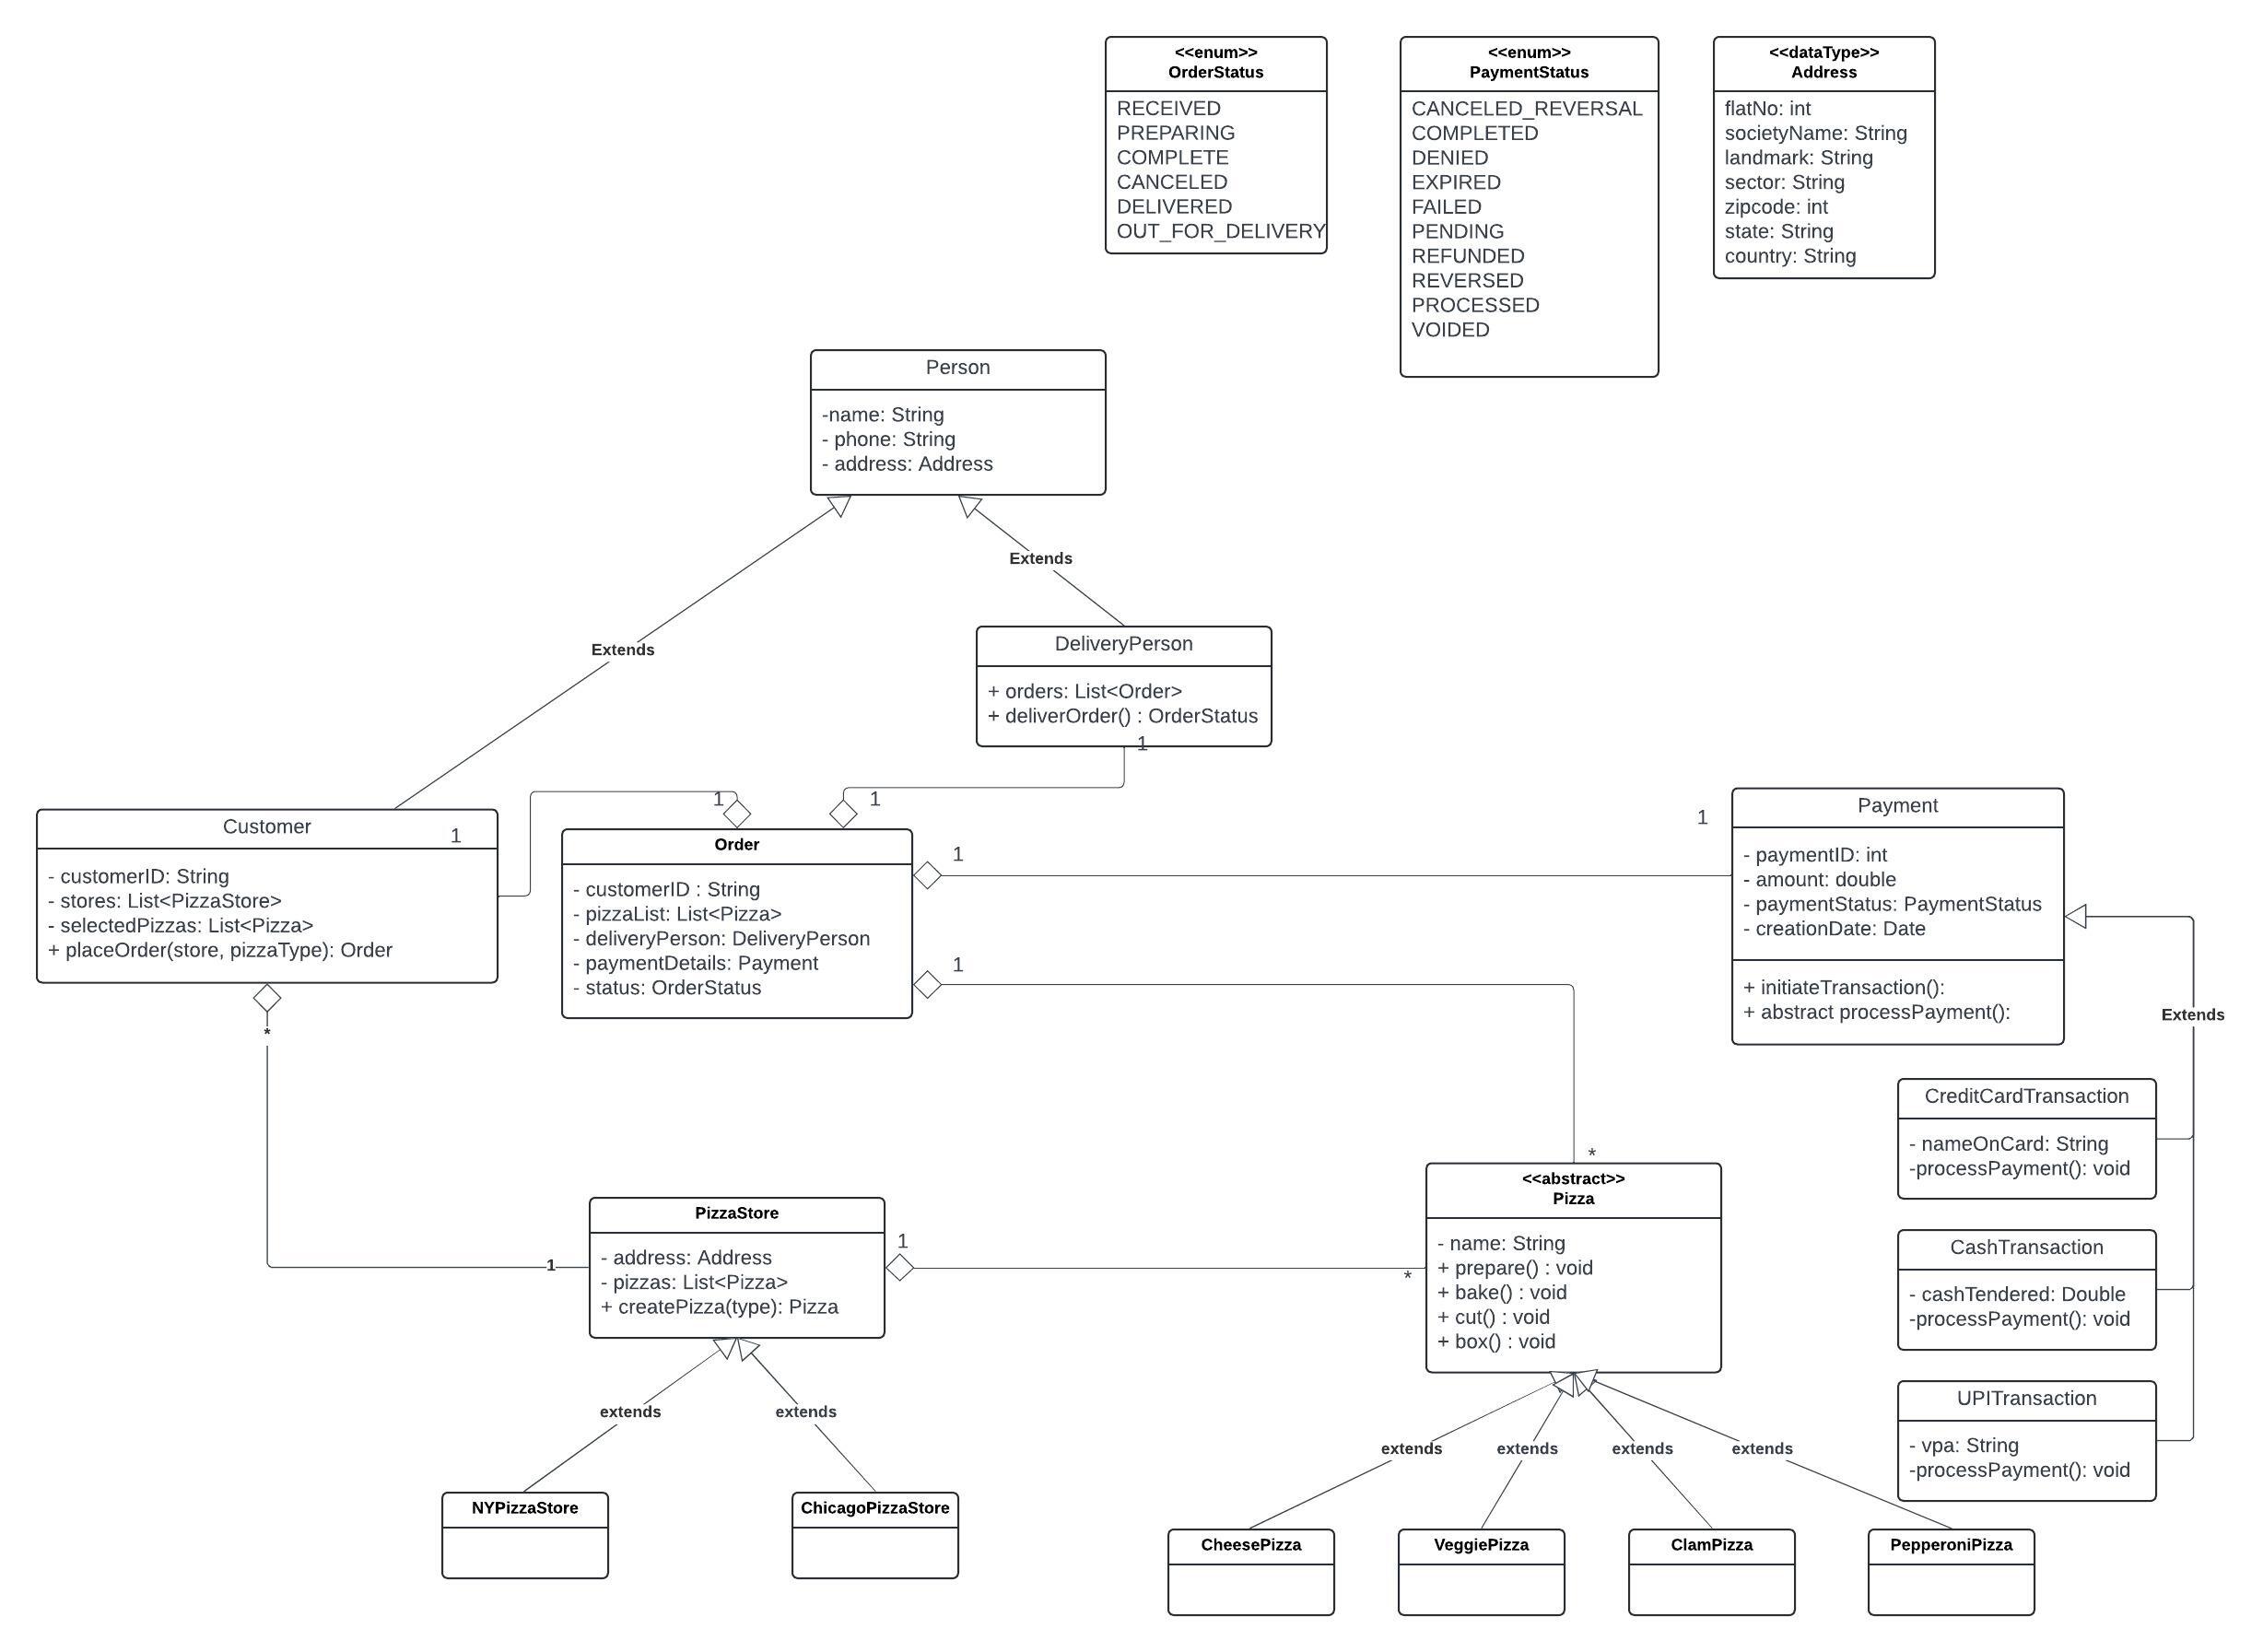 <<enum>>
OrderStatus
RECEIVED
PREPARING
COMPLETE
CANCELED
DELIVERED
OUT_FOR_DELIVERY
<<enum>>
PaymentStatus
CANCELED_REVERSAL
COMPLETED
DENIED
EXPIRED
FAILED
PENDING
REFUNDED
REVERSED
PROCESSED
VOIDED
<<dataType>>
Address
flatNo: int
societyName: String
landmark: String
sector: String
zipcode: int
state: String
country: String
Person
-name: String
- phone: String
- address: Address
Extends
Extends
DeliveryPerson
+ orders: List<Order>
+ deliverOrder() : OrderStatus
1
1
1
Customer
1
- customerID: String
- stores: List<PizzaStore>
- selectedPizzas: List<Pizza>
+ placeOrder(store, pizzaType): Order
*
1
Order
- customerID : String
- pizzaList: List<Pizza>
- deliveryPerson: DeliveryPerson
- paymentDetails: Payment
- status: OrderStatus
1
1
1
Payment
- paymentID: int
- amount: double
- paymentStatus: PaymentStatus
- creationDate: Date
+ initiateTransaction():
+ abstract processPayment():
Extends
CreditCardTransaction
- nameOnCard: String
-processPayment(): void
CashTransaction
- cashTendered: Double
-processPayment(): void
UPITransaction
- vpa: String
-processPayment(): void
PizzaStore
- address: Address
- pizzas: List<Pizza>
+ createPizza(type): Pizza
1
*
*
<<abstract>>
Pizza
- name: String
+ prepare() : void
+ bake() : void
+ cut() : void
+ box() : void
extends
extends
NYPizzaStore
ChicagoPizzaStore
extends
extends
extends
extends
CheesePizza
VeggiePizza
ClamPizza
PepperoniPizza